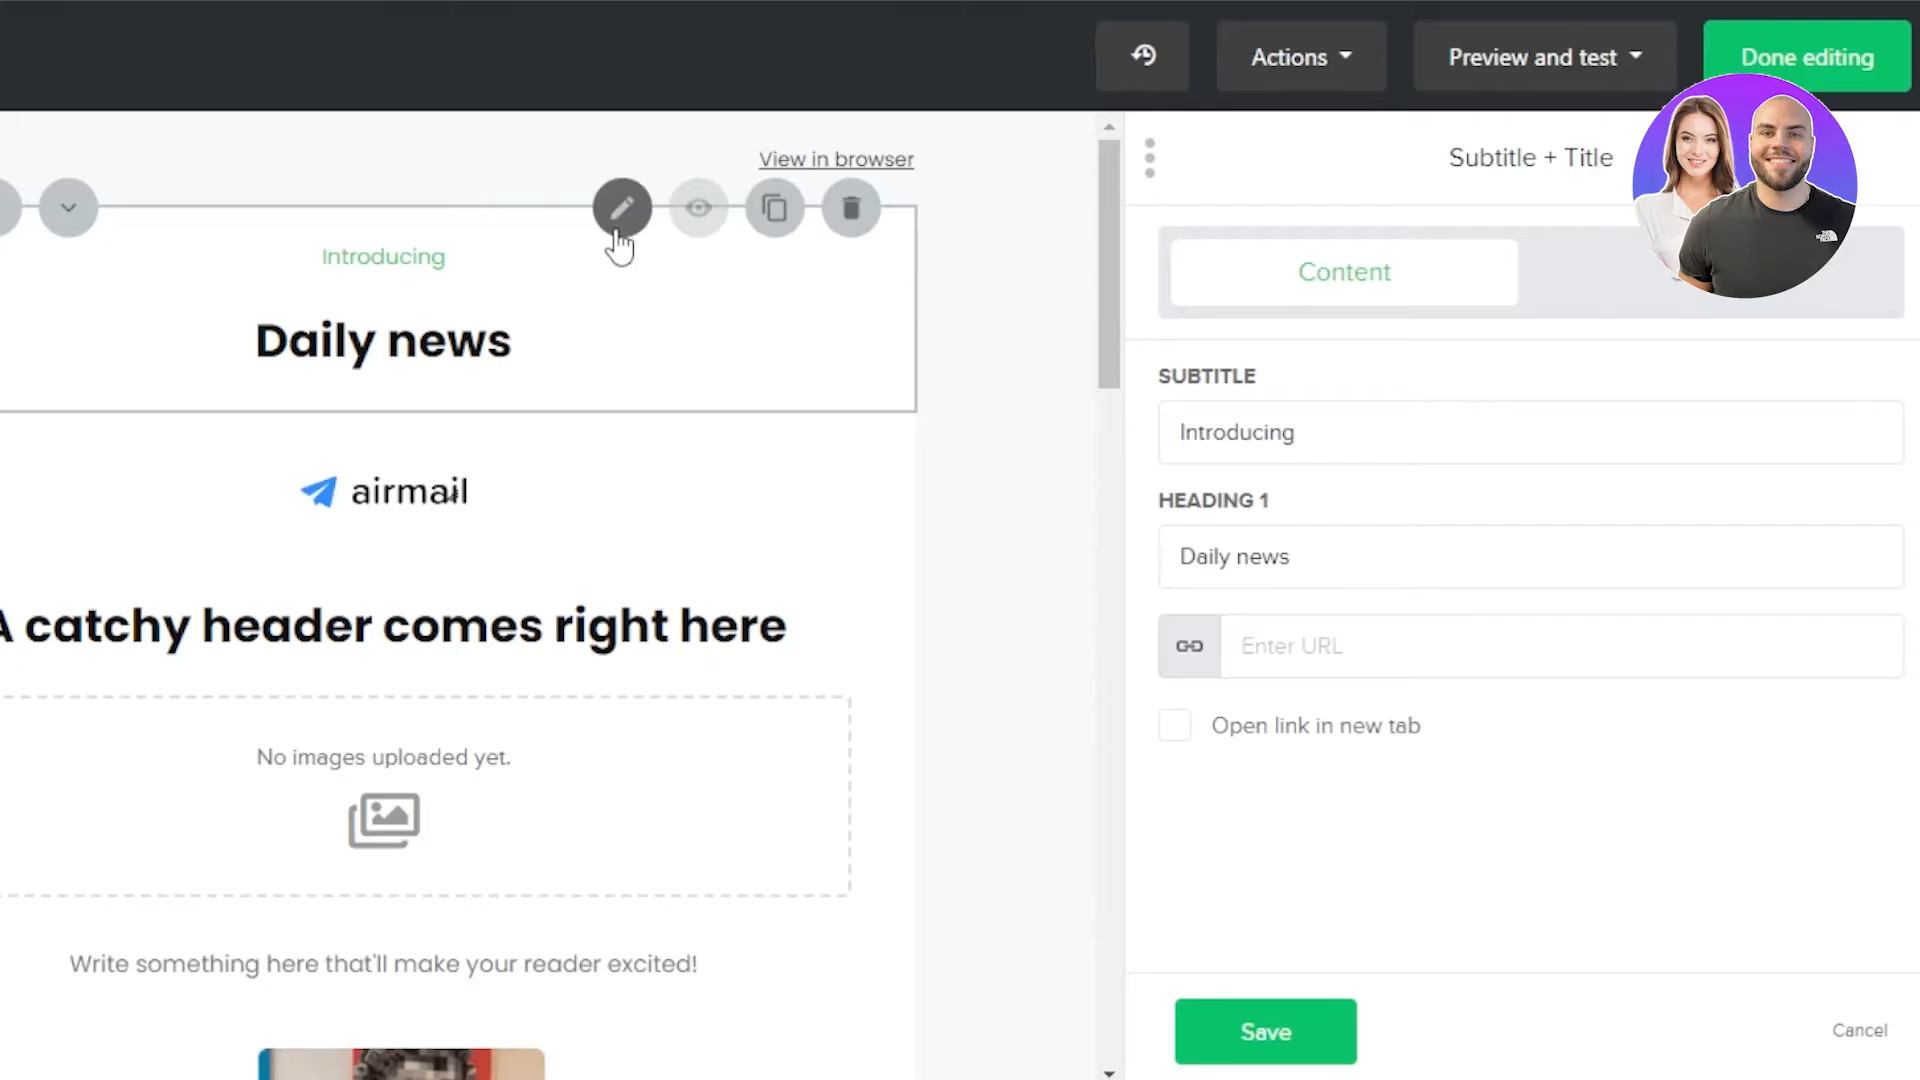 Actions
Preview and test
Done editing
View in browser
Subtitle + Title
Introducing
Content
Daily news
SUBTITLE
Introducing
airmail
HEADING 1
Daily news
A catchy header comes right here
Enter URL
Open link in new tab
No images uploaded yet.
Write something here that'll make your reader excited!
Save
Cancel